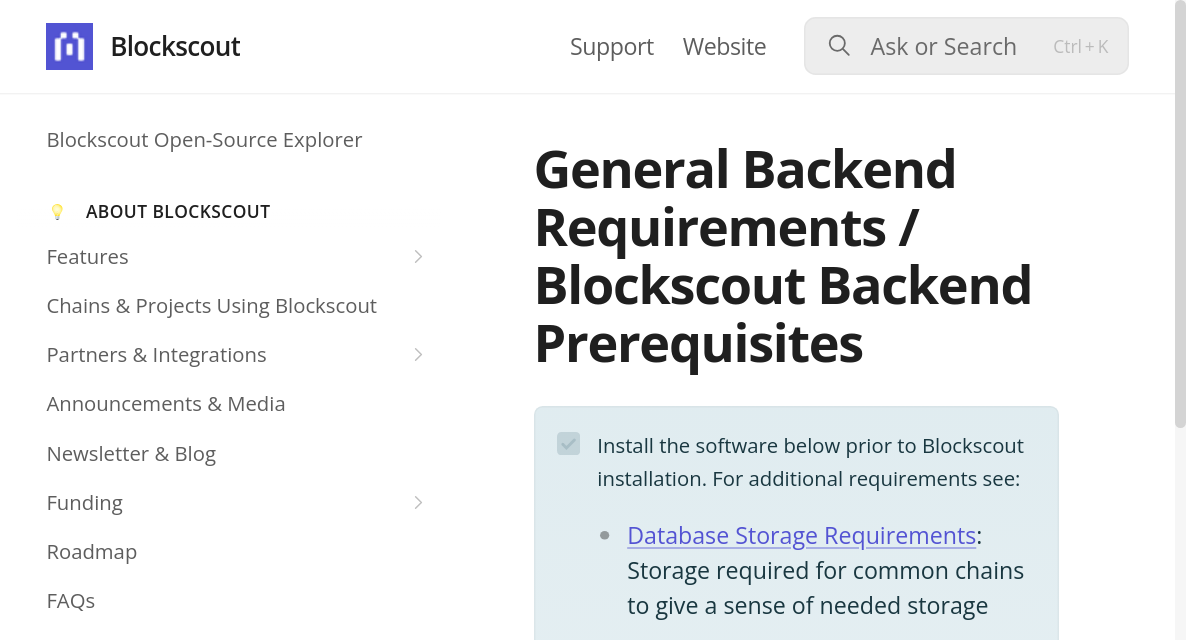 Blockscout
Support
Website
Ask or Search
Ctrl + K
Blockscout Open-Source Explorer
ABOUT BLOCKSCOUT
Features
Chains & Projects Using Blockscout
Partners & Integrations
Announcements & Media
Newsletter & Blog
Funding
Roadmap
FAQs
General Backend
Requirements /
Blockscout Backend
Prerequisites
Install the software below prior to Blockscout
installation. For additional requirements see:
Database Storage Requirements:
Storage required for common chains
to give a sense of needed storage